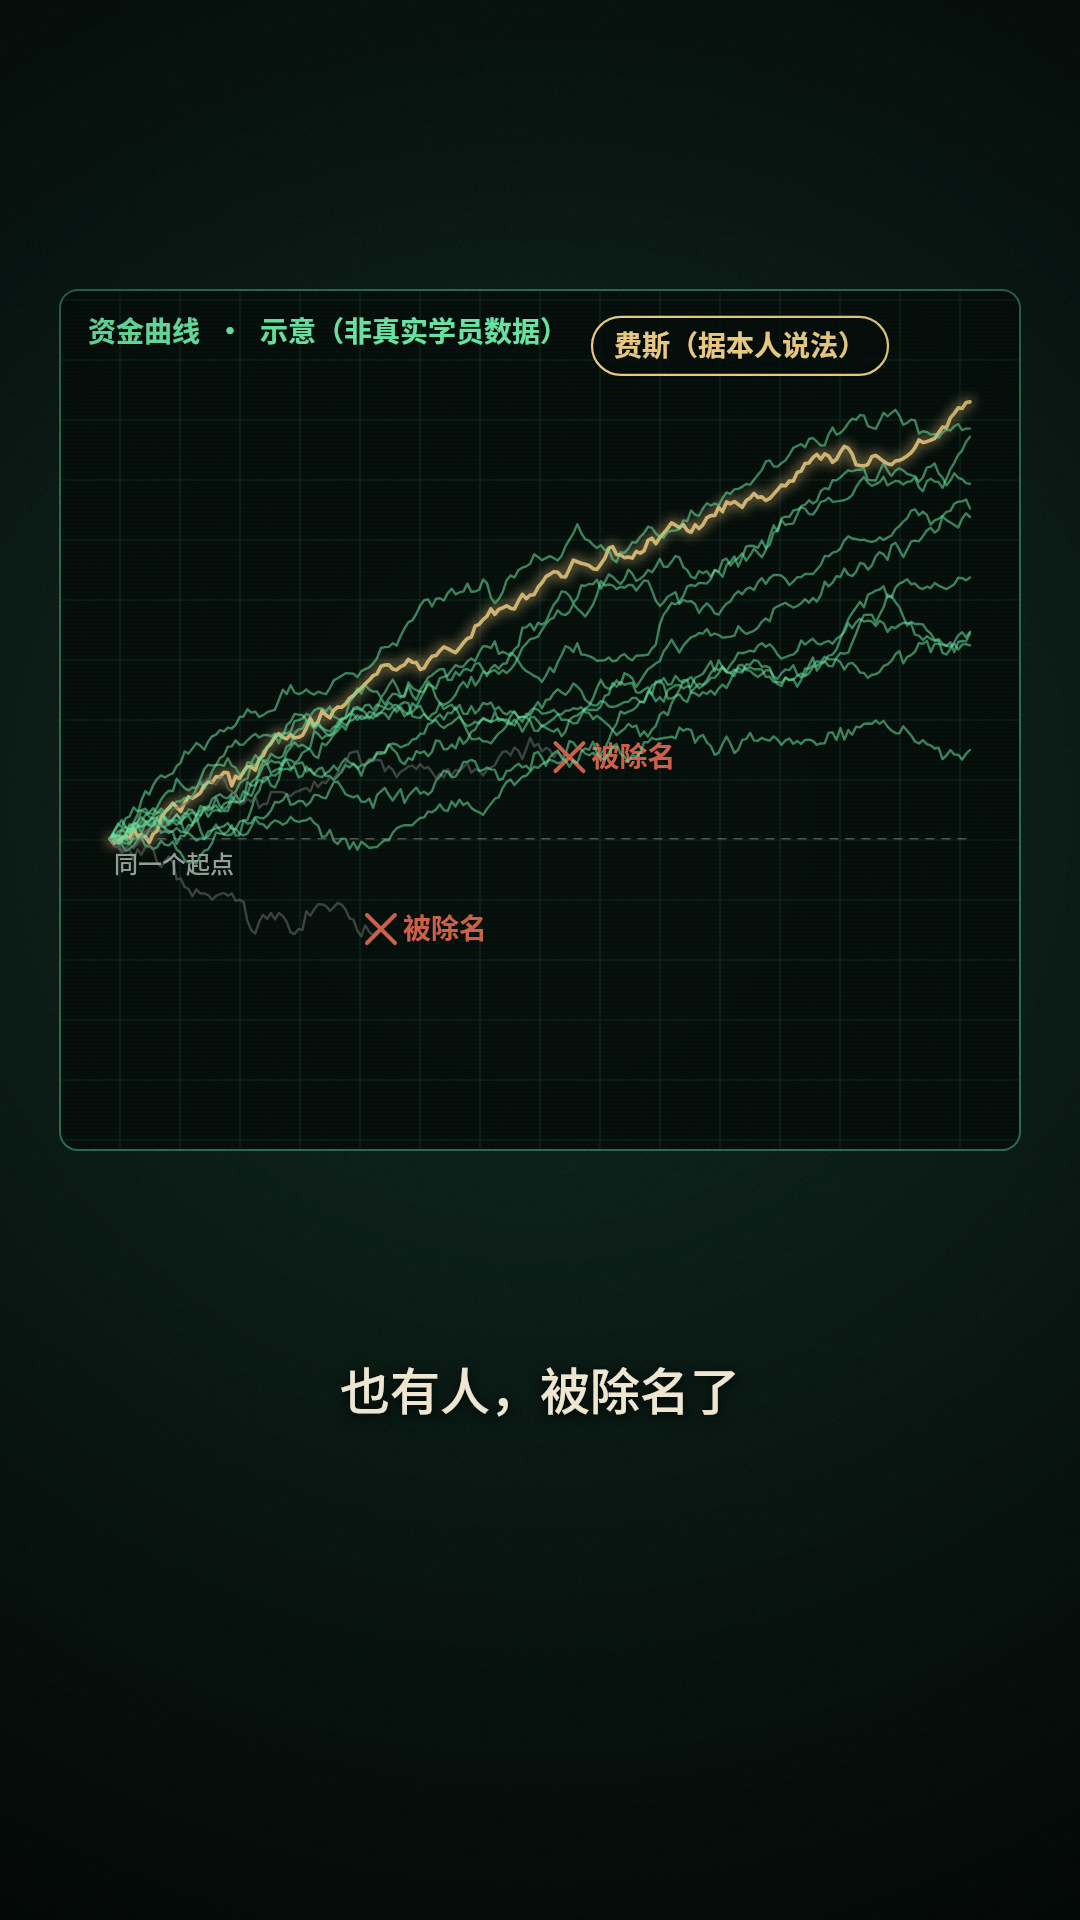 资金曲线 · 示意（非真实学员数据）
费斯（据本人说法）
被除名
同一个起点
被除名
也有人，被除名了